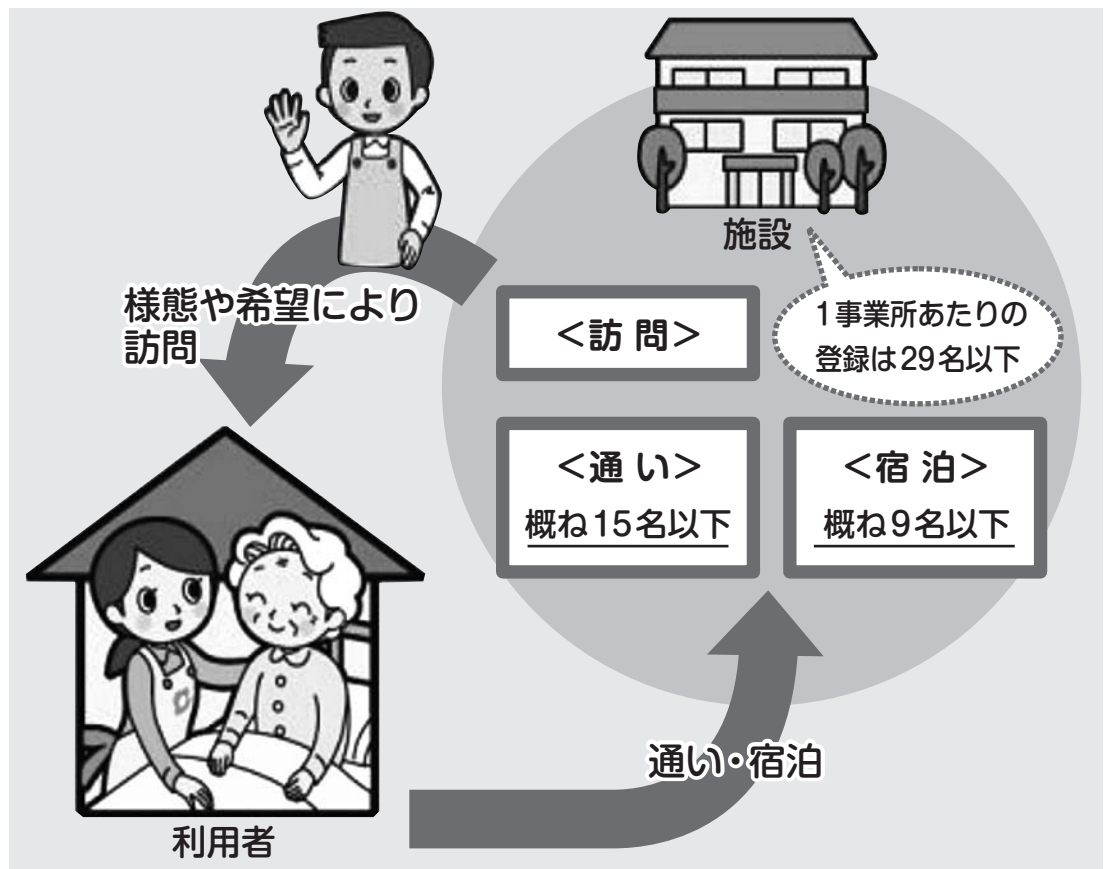 施設
様態や希望により
訪問
1事業所あたりの
登録は29名以下
＜訪 問＞
＜通 い＞
概ね15名以下
＜宿 泊＞
概ね9名以下
通い・宿泊
利用者